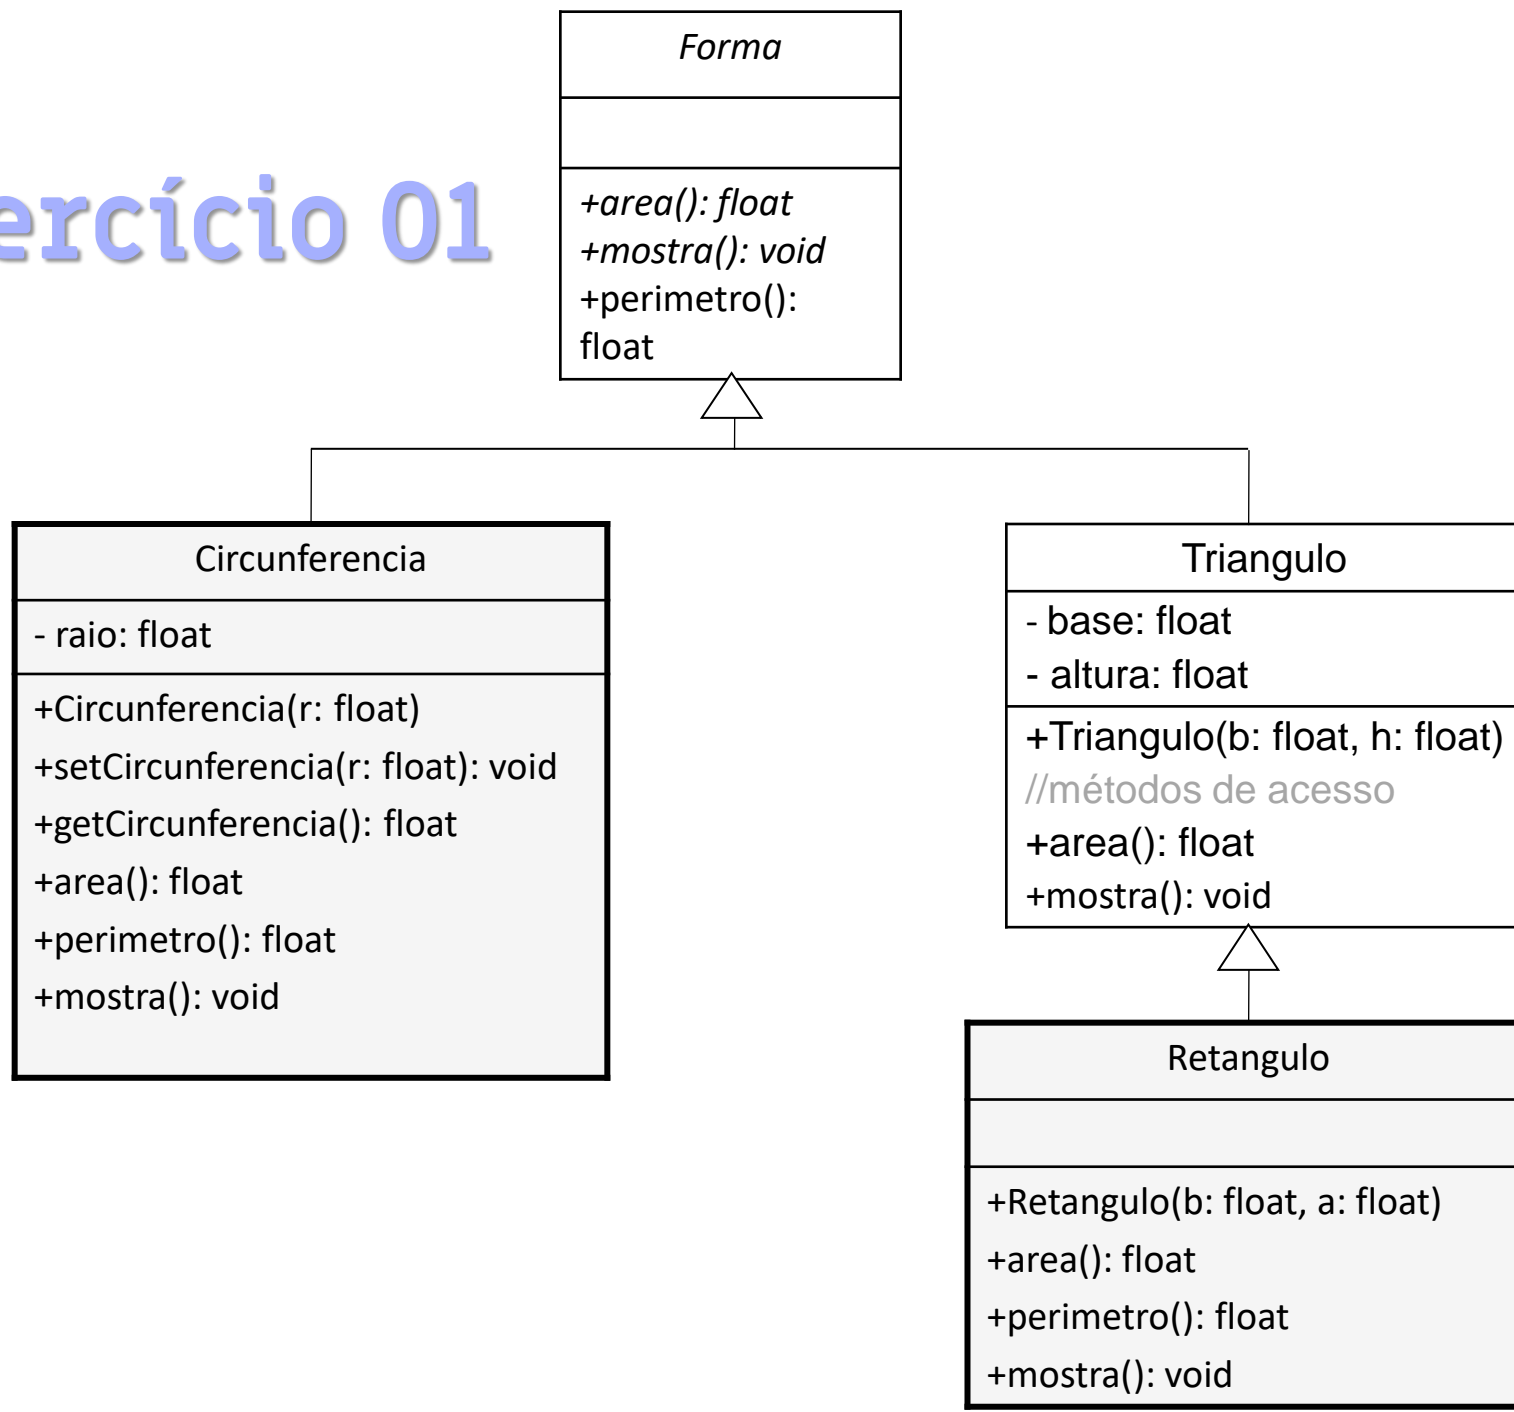 Forma
ercício 01
+area(): float
+mostra(): void
+perimetro():
float
Circunferencia
- raio: float
+Circunferencia(r: float)
+setCircunferencia(r: float): void
+getCircunferencia(): float
+area(): float
+perimetro(): float
+mostra(): void
Triangulo
- base: float
- altura: float
+Triangulo(b: float, h: float)
//métodos de acesso
+area(): float
+mostra(): void
Retangulo
+Retangulo(b: float, a: float)
+area(): float
+perimetro(): float
+mostra(): void